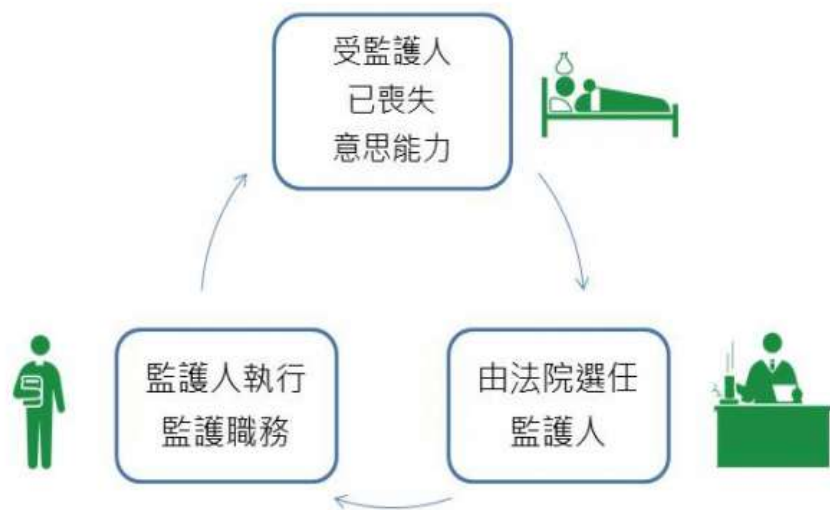 受監護人
已喪失
意思能力
監護人執行
監護職務
由法院選任
監護人